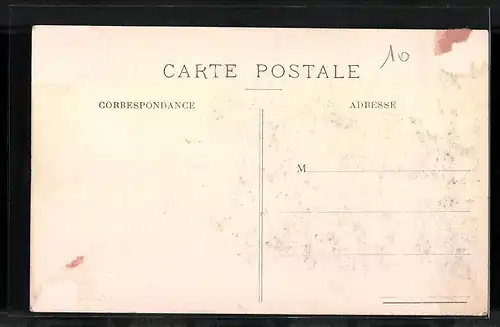 10
CARTE POSTALE
CORRESPONDANCE
ADRESSE
M